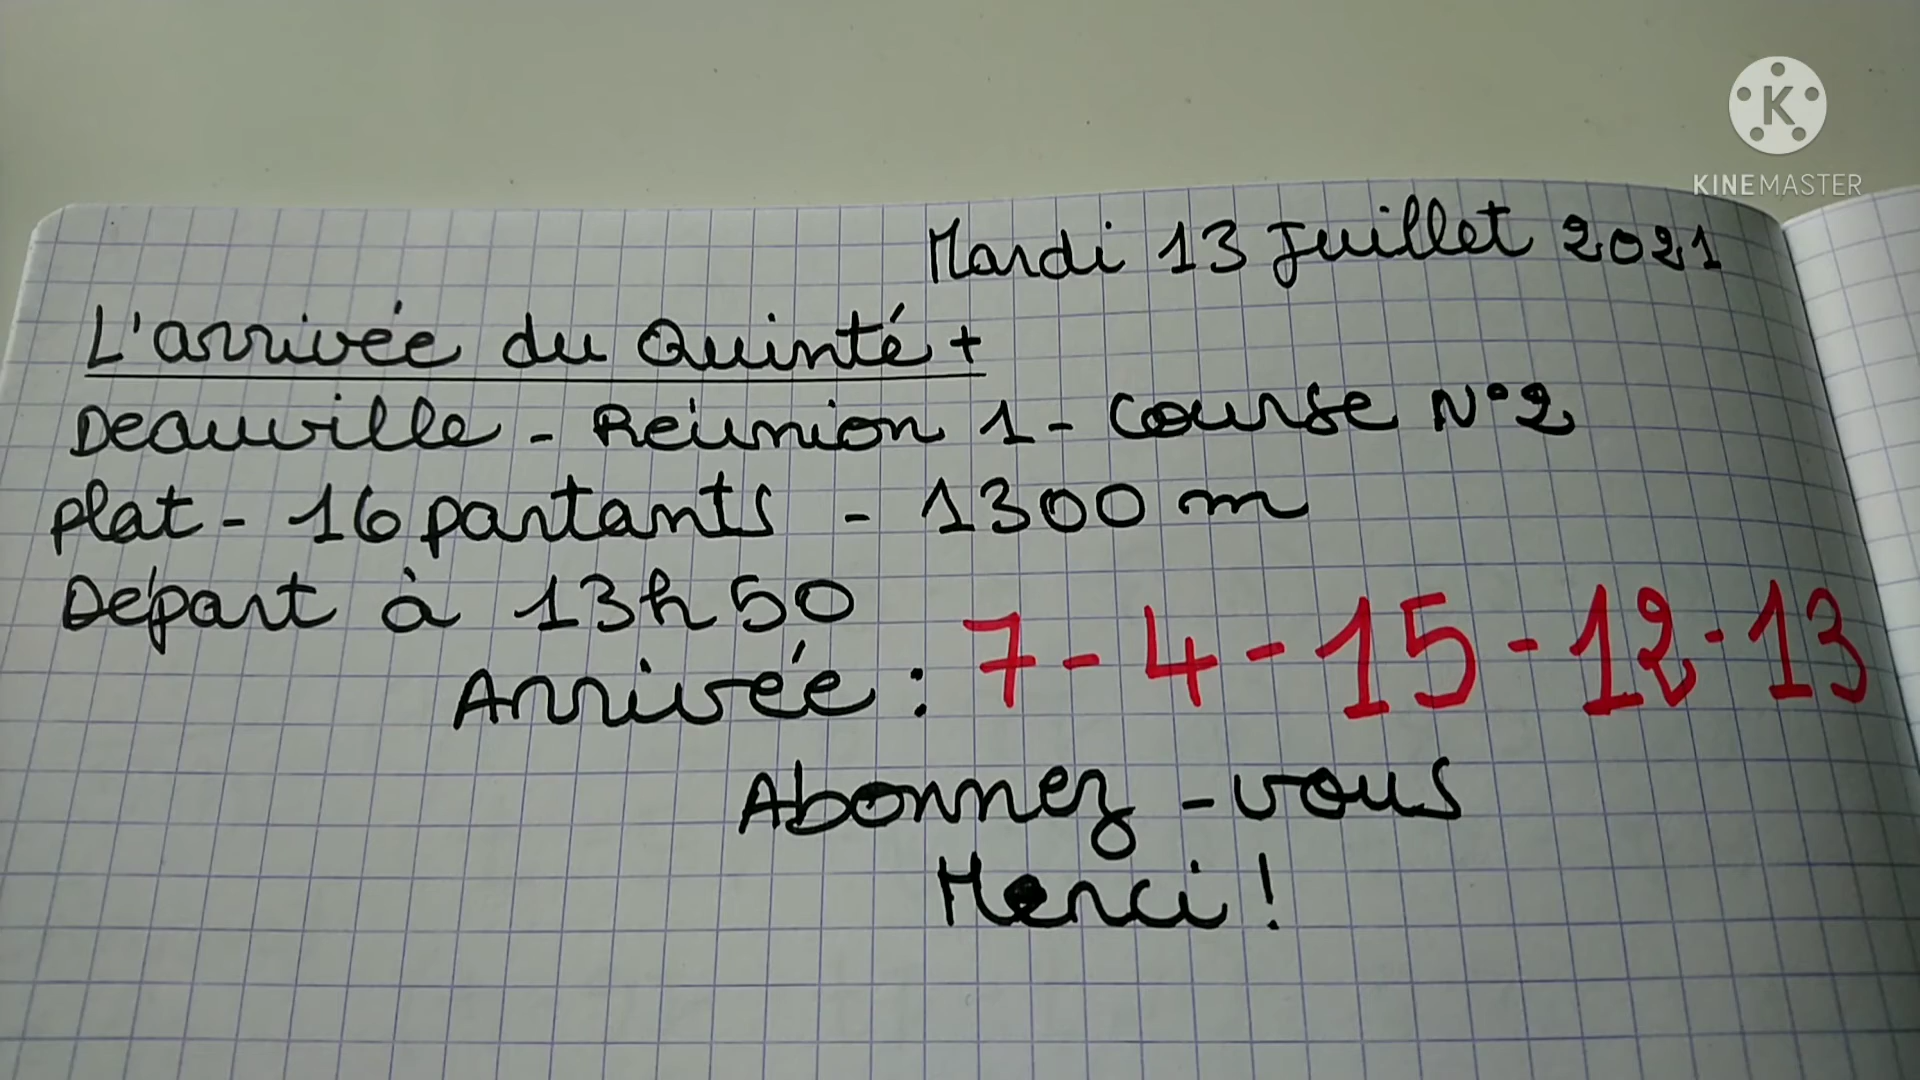 K
KINEMASTER
Mardi 13 Juillet 2021
L'arrivée du Quinté +
Deauville - Réunion 1 - Course N°2
Plat - 16 partants - 1300 m
Départ à 13h50
Arrivée : 7 - 4 - 15 - 12 - 13
Abonnez - vous
Merci !